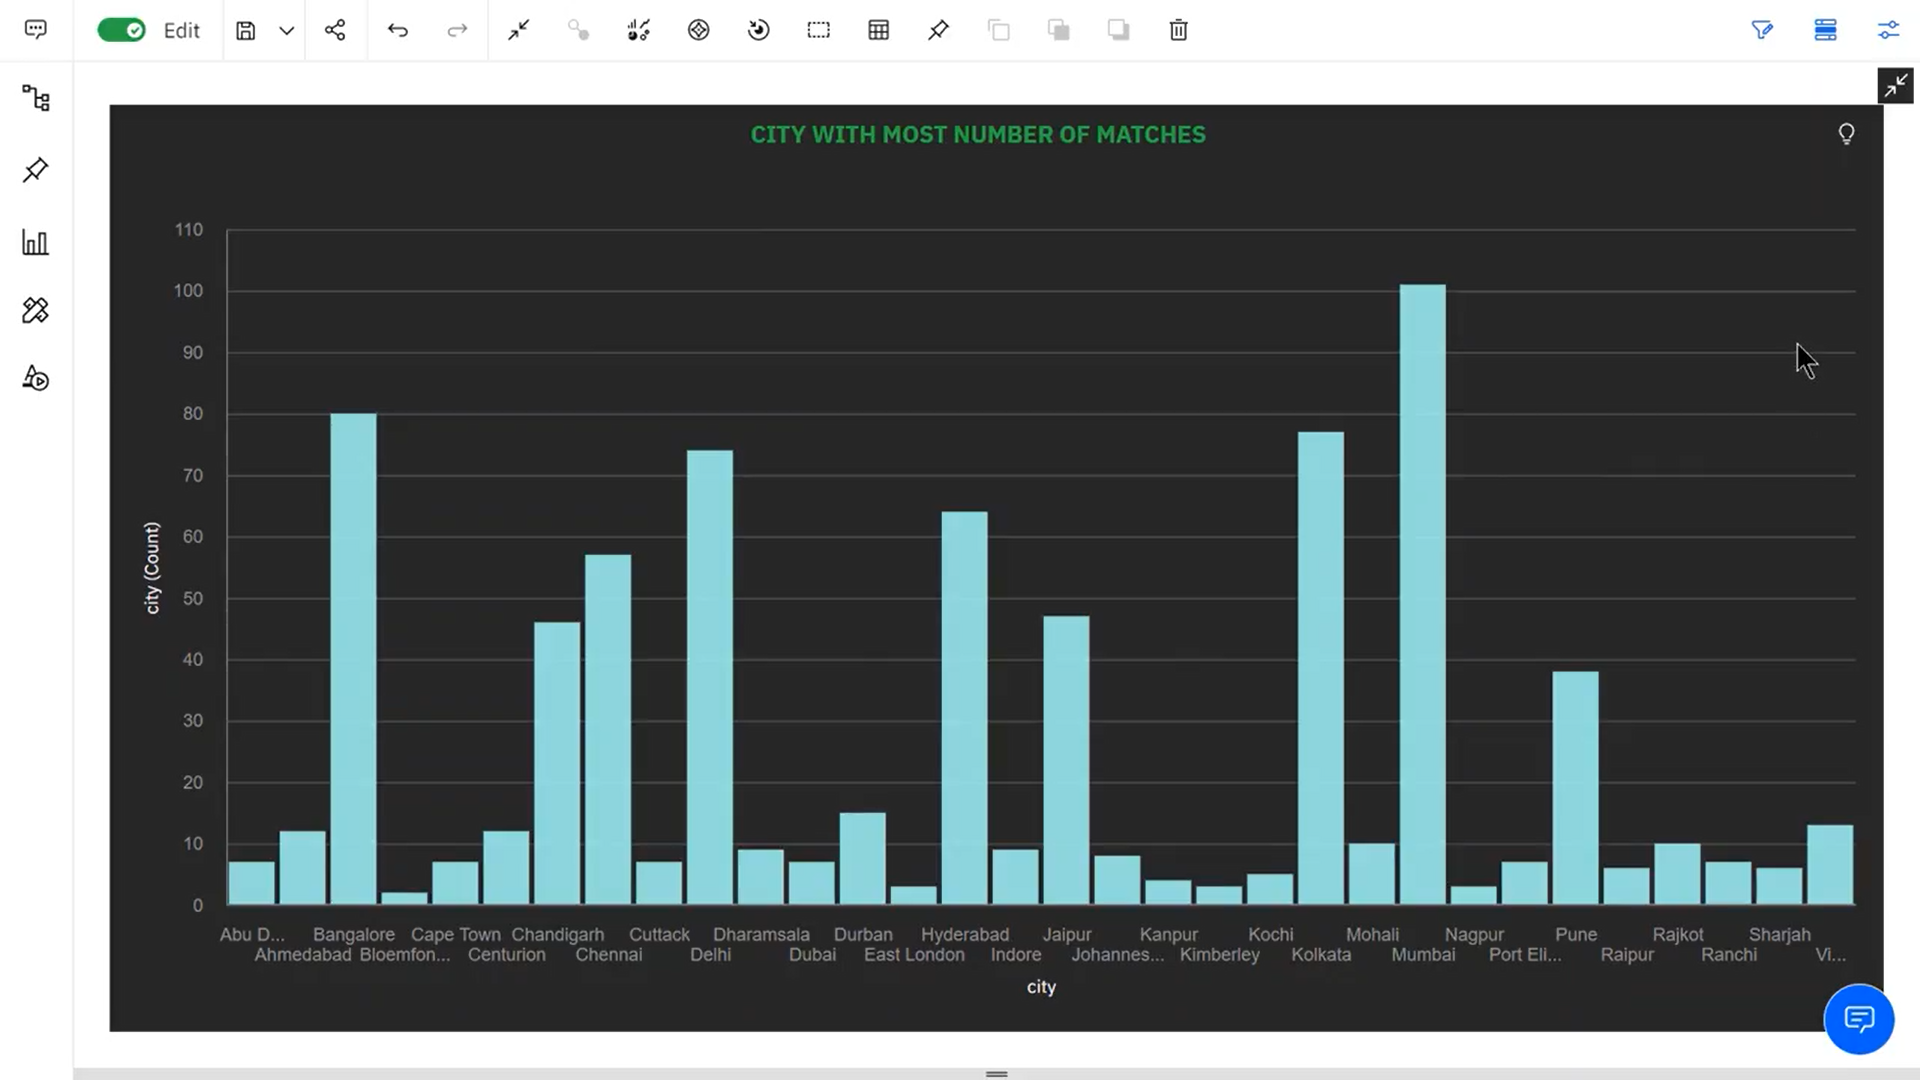 Edit
CITY WITH MOST NUMBER OF MATCHES
110
100
90
80
70
60
50
40
30
20
10
0
city (Count)
Abu D... Bangalore Cape Town Chandigarh Cuttack Dharamsala Durban Hyderabad Jaipur Kanpur Kochi Mohali Nagpur Pune Rajkot Sharjah
Ahmedabad Bloemfon... Centurion Chennai Delhi Dubai East London Indore Johannes... Kimberley Kolkata Mumbai Port Eli... Raipur Ranchi Vi...
city